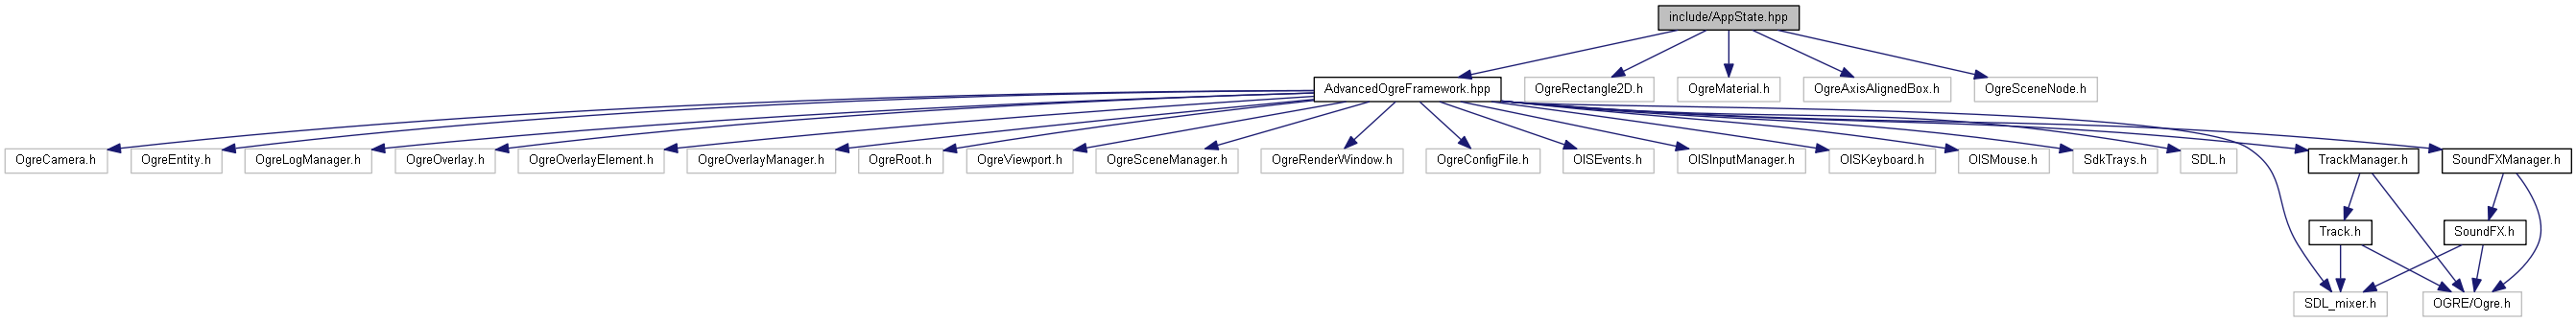 include/AppState.hpp
AdvancedOgreFramework.hpp
OgreRectangle2D.h
OgreMaterial.h
OgreAxisAlignedBox.h
OgreSceneNode.h
OgreCamera.h
OgreEntity.h
OgreLogManager.h
OgreOverlay.h
OgreOverlayElement.h
OgreOverlayManager.h
OgreRoot.h
OgreViewport.h
OgreSceneManager.h
OgreRenderWindow.h
OgreConfigFile.h
OISEvents.h
OISInputManager.h
OISKeyboard.h
OISMouse.h
SdkTrays.h
SDL.h
TrackManager.h
SoundFXManager.h
Track.h
SoundFX.h
SDL_mixer.h
OGRE/Ogre.h